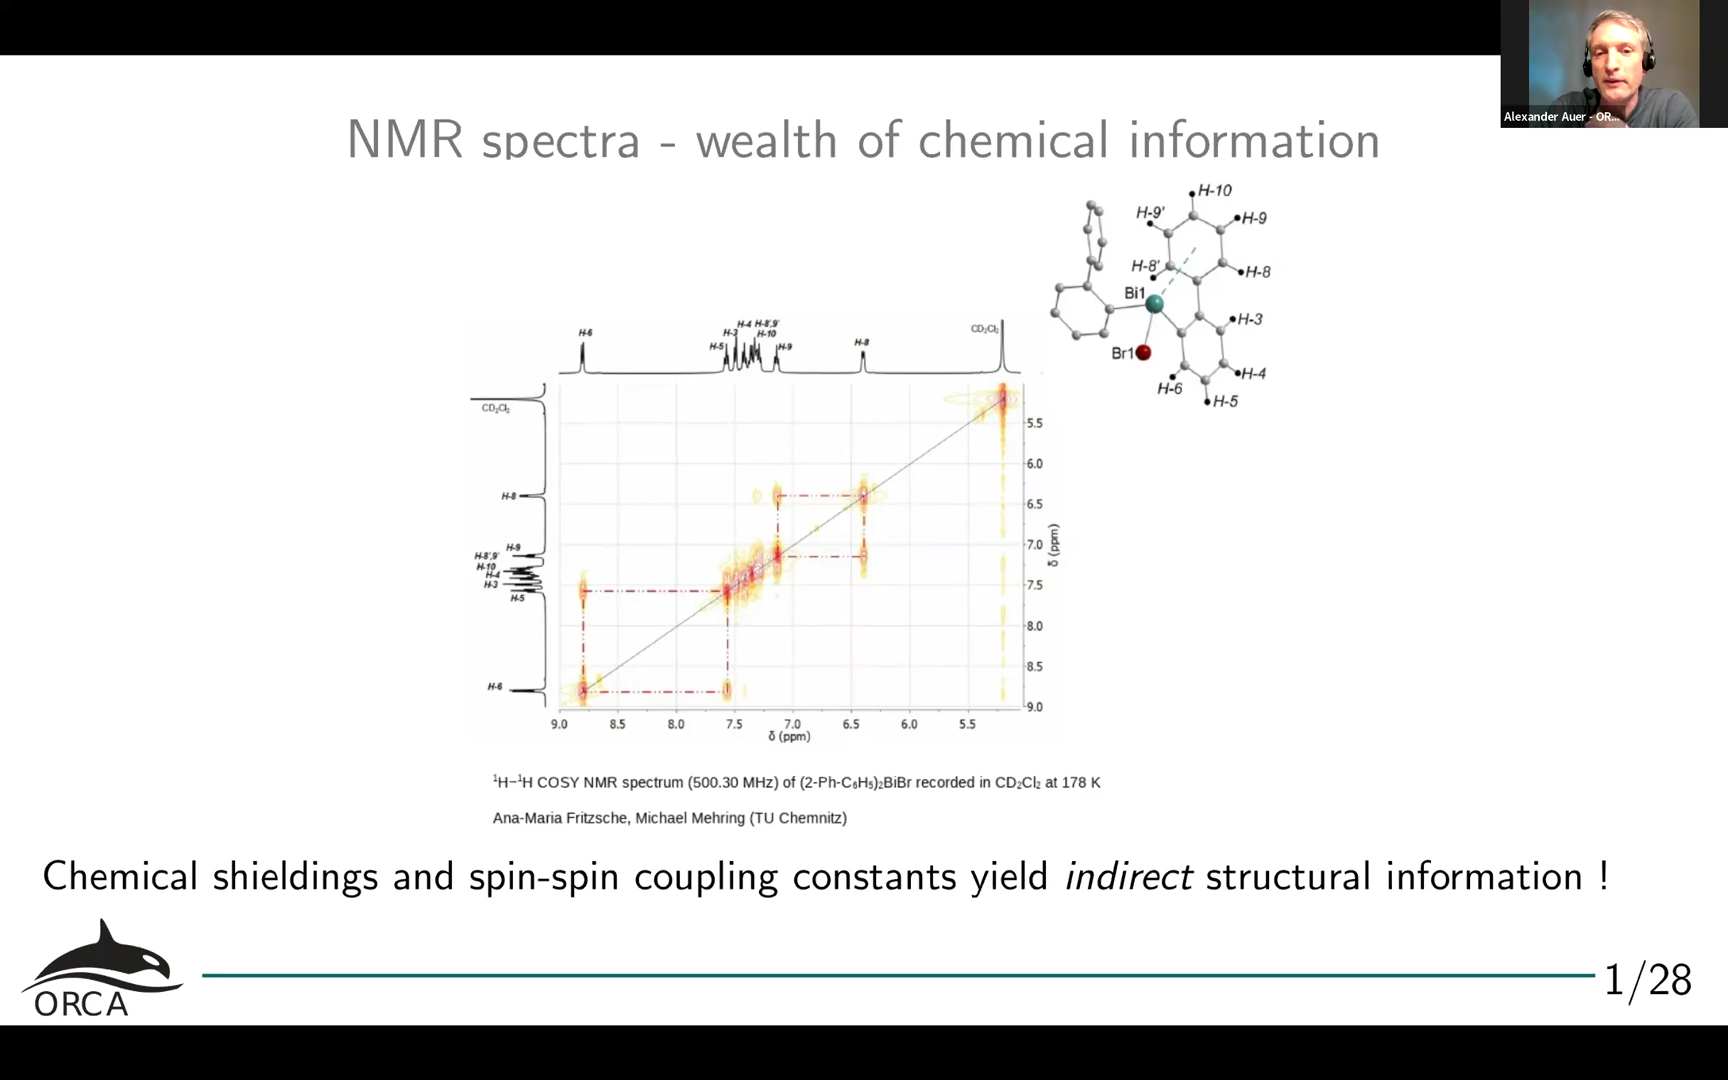 Alexander Auer - OR...
NMR spectra - wealth of chemical information
H-10
H-9'
H-9
H-8'
H-8
Bi1
H-3
Br1
H-4
H-6
H-5
H-6
H-5
H-3
H-4 H-8',9'
H-10
H-9
H-8
CD₂Cl₂
CD₂Cl₂
H-8
H-9
H-8',9'
H-10
H-4
H-3
H-5
H-6
5.5
6.0
6.5
7.0
7.5
8.0
8.5
9.0
δ (ppm)
9.0 8.5 8.0 7.5 7.0 6.5 6.0 5.5
δ (ppm)
¹H−¹H COSY NMR spectrum (500.30 MHz) of (2-Ph-C₆H₅)₂BiBr recorded in CD₂Cl₂ at 178 K
Ana-Maria Fritzsche, Michael Mehring (TU Chemnitz)
Chemical shieldings and spin-spin coupling constants yield indirect structural information !
ORCA
1/28